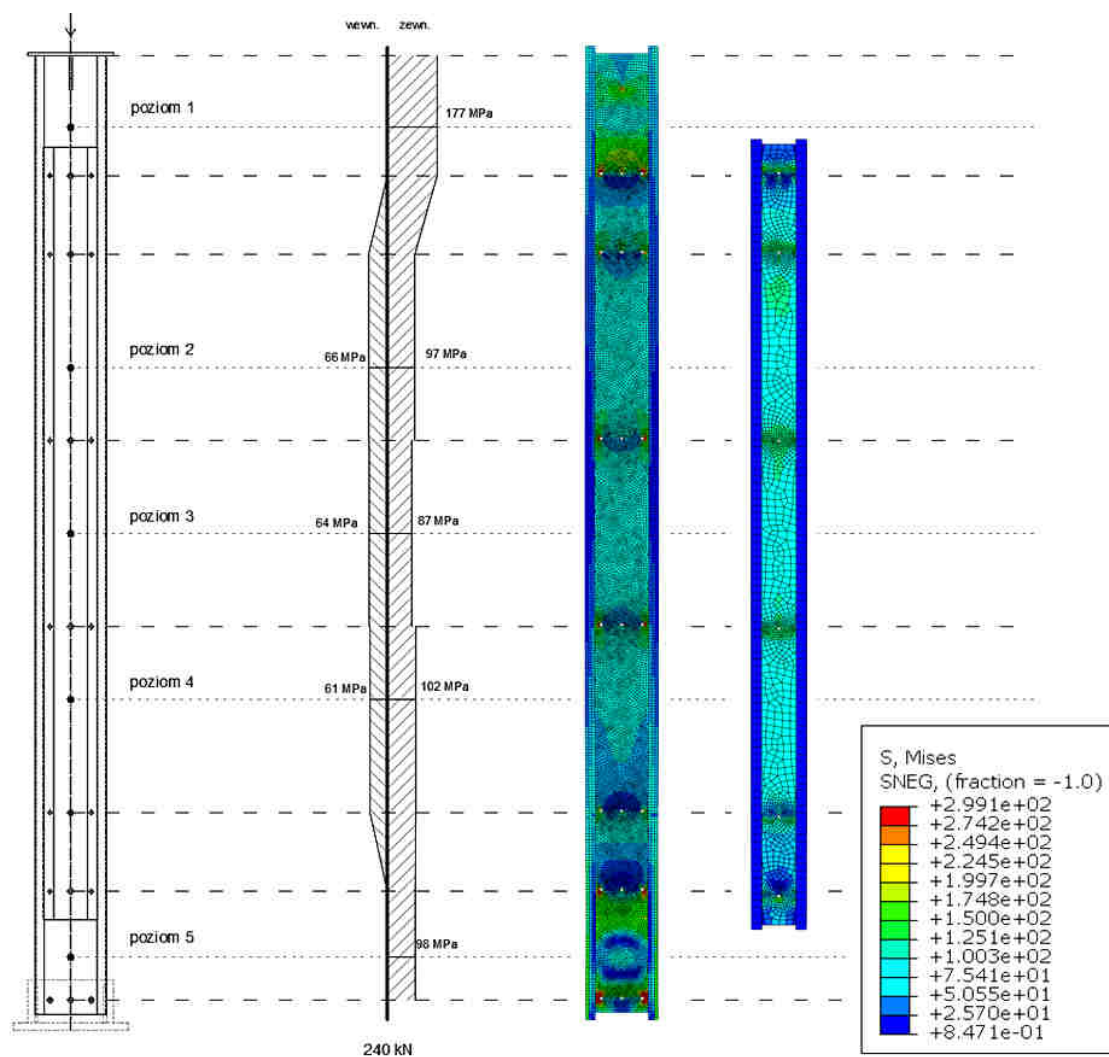 wewn. zewn.
poziom 1
177 MPa
poziom 2
66 MPa
97 MPa
poziom 3
64 MPa
87 MPa
poziom 4
61 MPa
102 MPa
poziom 5
98 MPa
240 kN
S, Mises
SNEG, (fraction = -1.0)
+2.991e+02
+2.742e+02
+2.494e+02
+2.245e+02
+1.997e+02
+1.748e+02
+1.500e+02
+1.251e+02
+1.003e+02
+7.541e+01
+5.055e+01
+2.570e+01
+8.471e-01